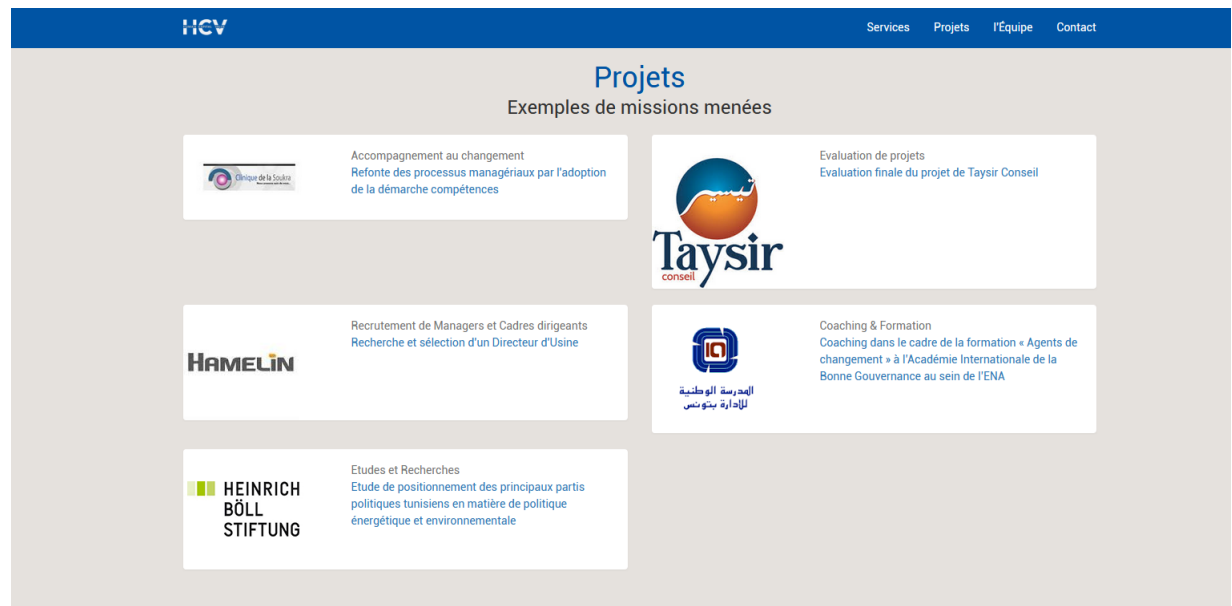 HCV
Services Projets l'Équipe Contact
Projets
Exemples de missions menées
Clinique de la Soukra
Accompagnement au changement
Refonte des processus managériaux par l'adoption
de la démarche compétences
تيسير
Taysir
conseil
Evaluation de projets
Evaluation finale du projet de Taysir Conseil
HAMELIN
Recrutement de Managers et Cadres dirigeants
Recherche et sélection d'un Directeur d'Usine
المدرسة الوطنية
للإدارة بتونس
Coaching & Formation
Coaching dans le cadre de la formation « Agents de
changement » à l'Académie Internationale de la
Bonne Gouvernance au sein de l'ENA
HEINRICH
BÖLL
STIFTUNG
Etudes et Recherches
Etude de positionnement des principaux partis
politiques tunisiens en matière de politique
énergétique et environnementale